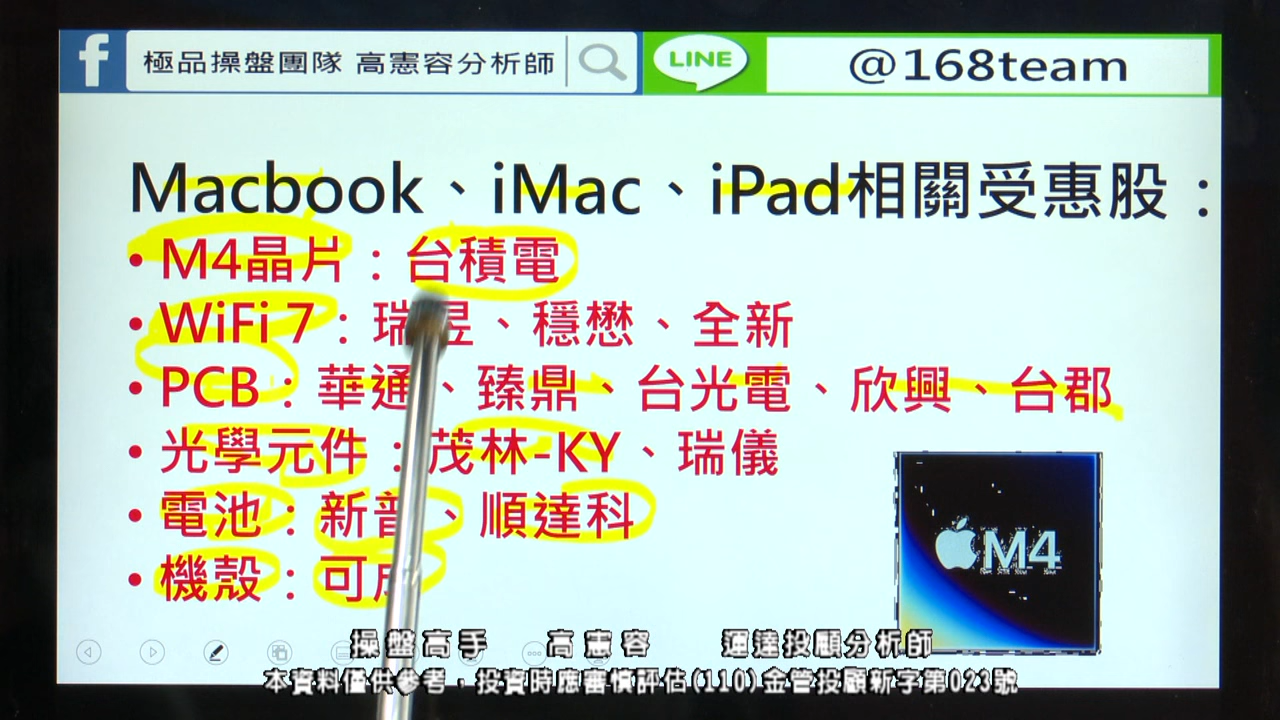 極品操盤團隊 高憲容分析師
LINE @168team
Macbook、iMac、iPad相關受惠股：
• M4晶片：台積電
• WiFi 7：瑞昱、穩懋、全新
• PCB：華通、臻鼎、台光電、欣興、台郡
• 光學元件：茂林-KY、瑞儀
• 電池：新普、順達科
• 機殼：可成
M4
操盤高手 高憲容 運達投顧分析師
本資料僅供參考，投資時應審慎評估(110)金管投顧新字第023號